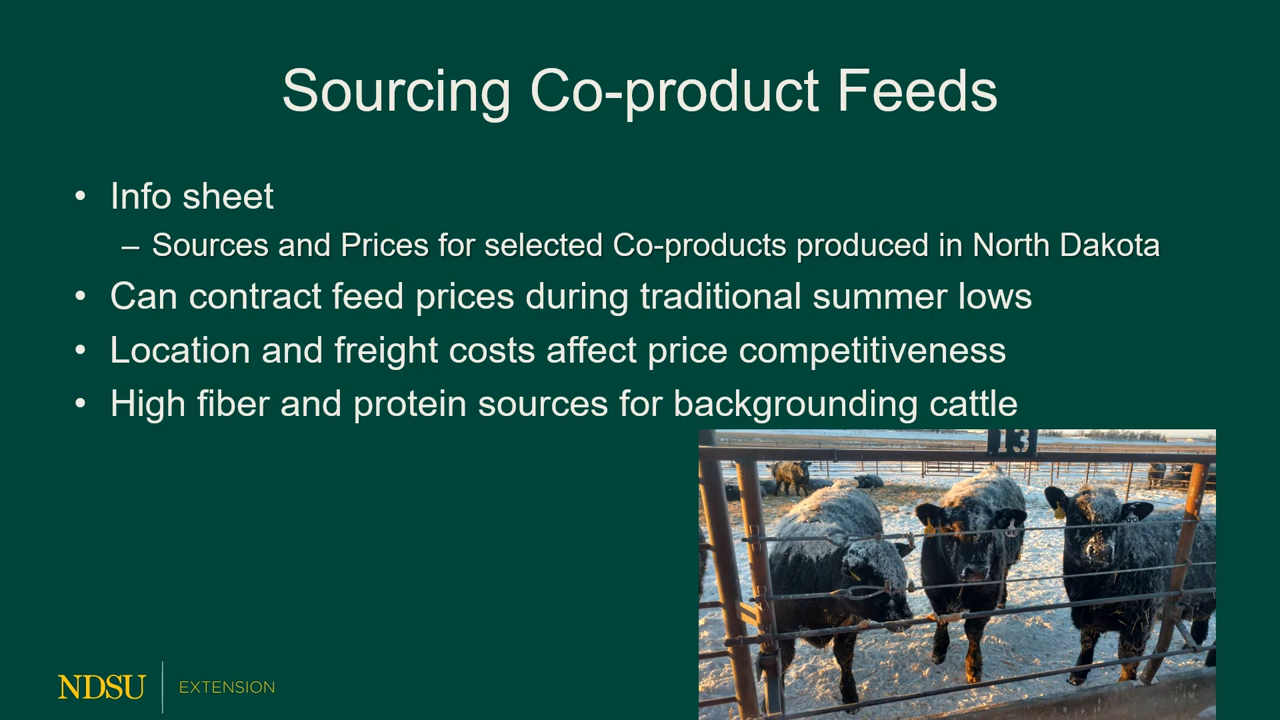 Sourcing Co-product Feeds
• Info sheet
– Sources and Prices for selected Co-products produced in North Dakota
• Can contract feed prices during traditional summer lows
• Location and freight costs affect price competitiveness
• High fiber and protein sources for backgrounding cattle
13
NDSU EXTENSION